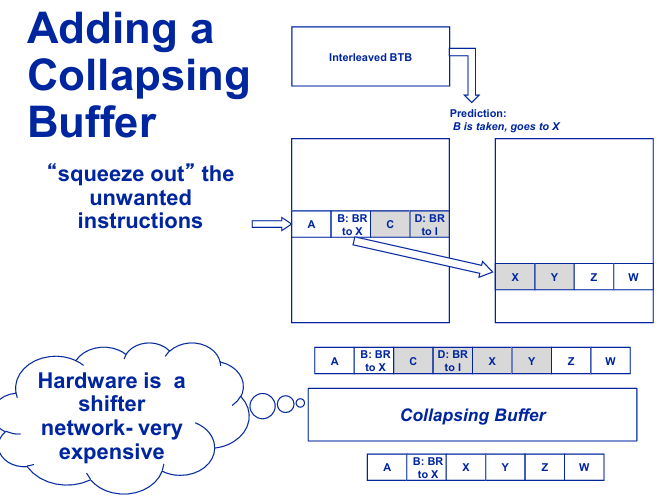 Adding a
Collapsing
Buffer
“squeeze out” the
unwanted
instructions
Interleaved BTB
Prediction:
B is taken, goes to X
A
B: BR
to X
C
D: BR
to I
X
Y
Z
W
A
B: BR
to X
C
D: BR
to I
X
Y
Z
W
Hardware is a
shifter
network- very
expensive
Collapsing Buffer
A
B: BR
to X
X
Y
Z
W